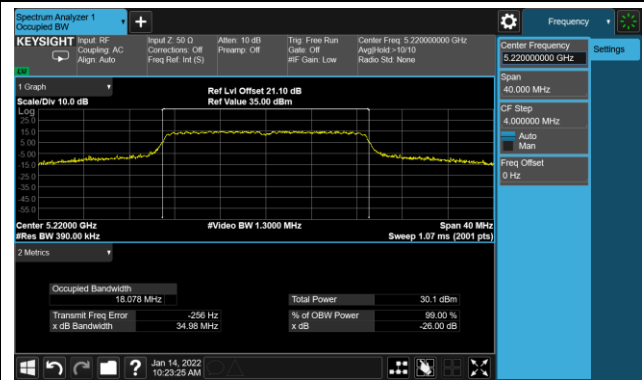 Spectrum Analyzer 1
Occupied BW
Frequency
KEYSIGHT
Input: RF
Coupling: AC
Align: Auto
Input Z: 50 Ω
Corrections: Off
Freq Ref: Int (S)
Atten: 10 dB
Preamp: Off
Trig: Free Run
Gate: Off
#IF Gain: Low
Center Freq: 5.220000000 GHz
Avg|Hold:>10/10
Radio Std: None
Center Frequency
5.220000000 GHz
Settings
Span
40.000 MHz
CF Step
4.000000 MHz
Auto
Man
Freq Offset
0 Hz
1 Graph
Scale/Div 10.0 dB
Ref Lvl Offset 21.10 dB
Ref Value 35.00 dBm
Log
25.0
15.0
5.00
-5.00
-15.0
-25.0
-35.0
-45.0
-55.0
Center 5.22000 GHz
#Video BW 1.3000 MHz
Span 40 MHz
#Res BW 390.00 kHz
Sweep 1.07 ms (2001 pts)
2 Metrics
Occupied Bandwidth
18.078 MHz
Total Power
30.1 dBm
Transmit Freq Error
-256 Hz
% of OBW Power
99.00 %
x dB Bandwidth
34.98 MHz
x dB
-26.00 dB
?
Jan 14, 2022
10:23:25 AM